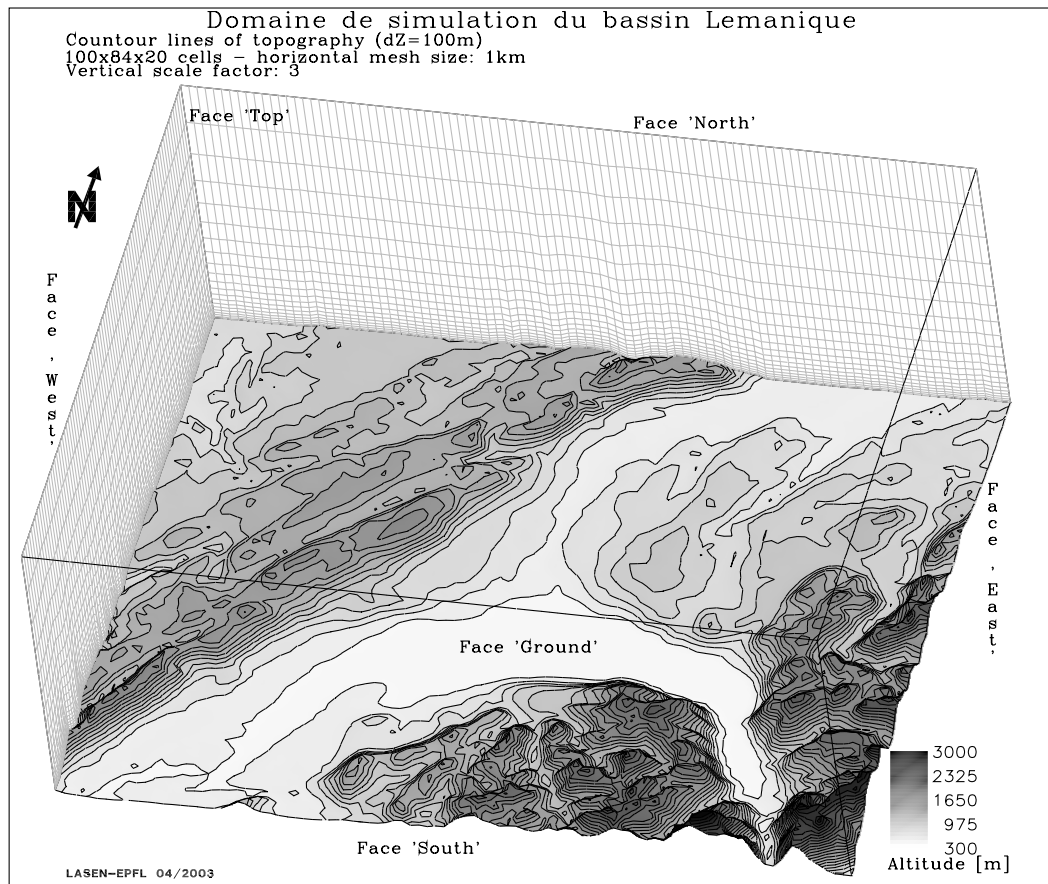 Domaine de simulation du bassin Lemanique
Countour lines of topography (dZ=100m)
100x84x20 cells – horizontal mesh size: 1km
Vertical scale factor: 3
Face 'Top'
Face 'North'
N
Face 'West'
Face 'East'
Face 'Ground'
3000
2325
1650
975
300
Altitude [m]
Face 'South'
LASEN–EPFL 04/2003